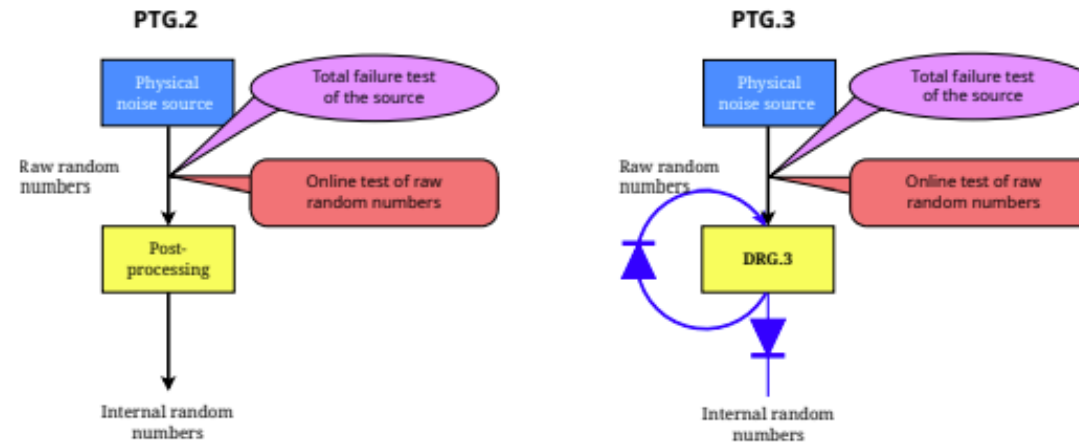 PTG.2
Physical
noise source
Total failure test
of the source
Raw random
numbers
Online test of raw
random numbers
Post-
processing
Internal random
numbers
PTG.3
Physical
noise source
Total failure test
of the source
Raw random
numbers
Online test of raw
random numbers
DRG.3
Internal random
numbers